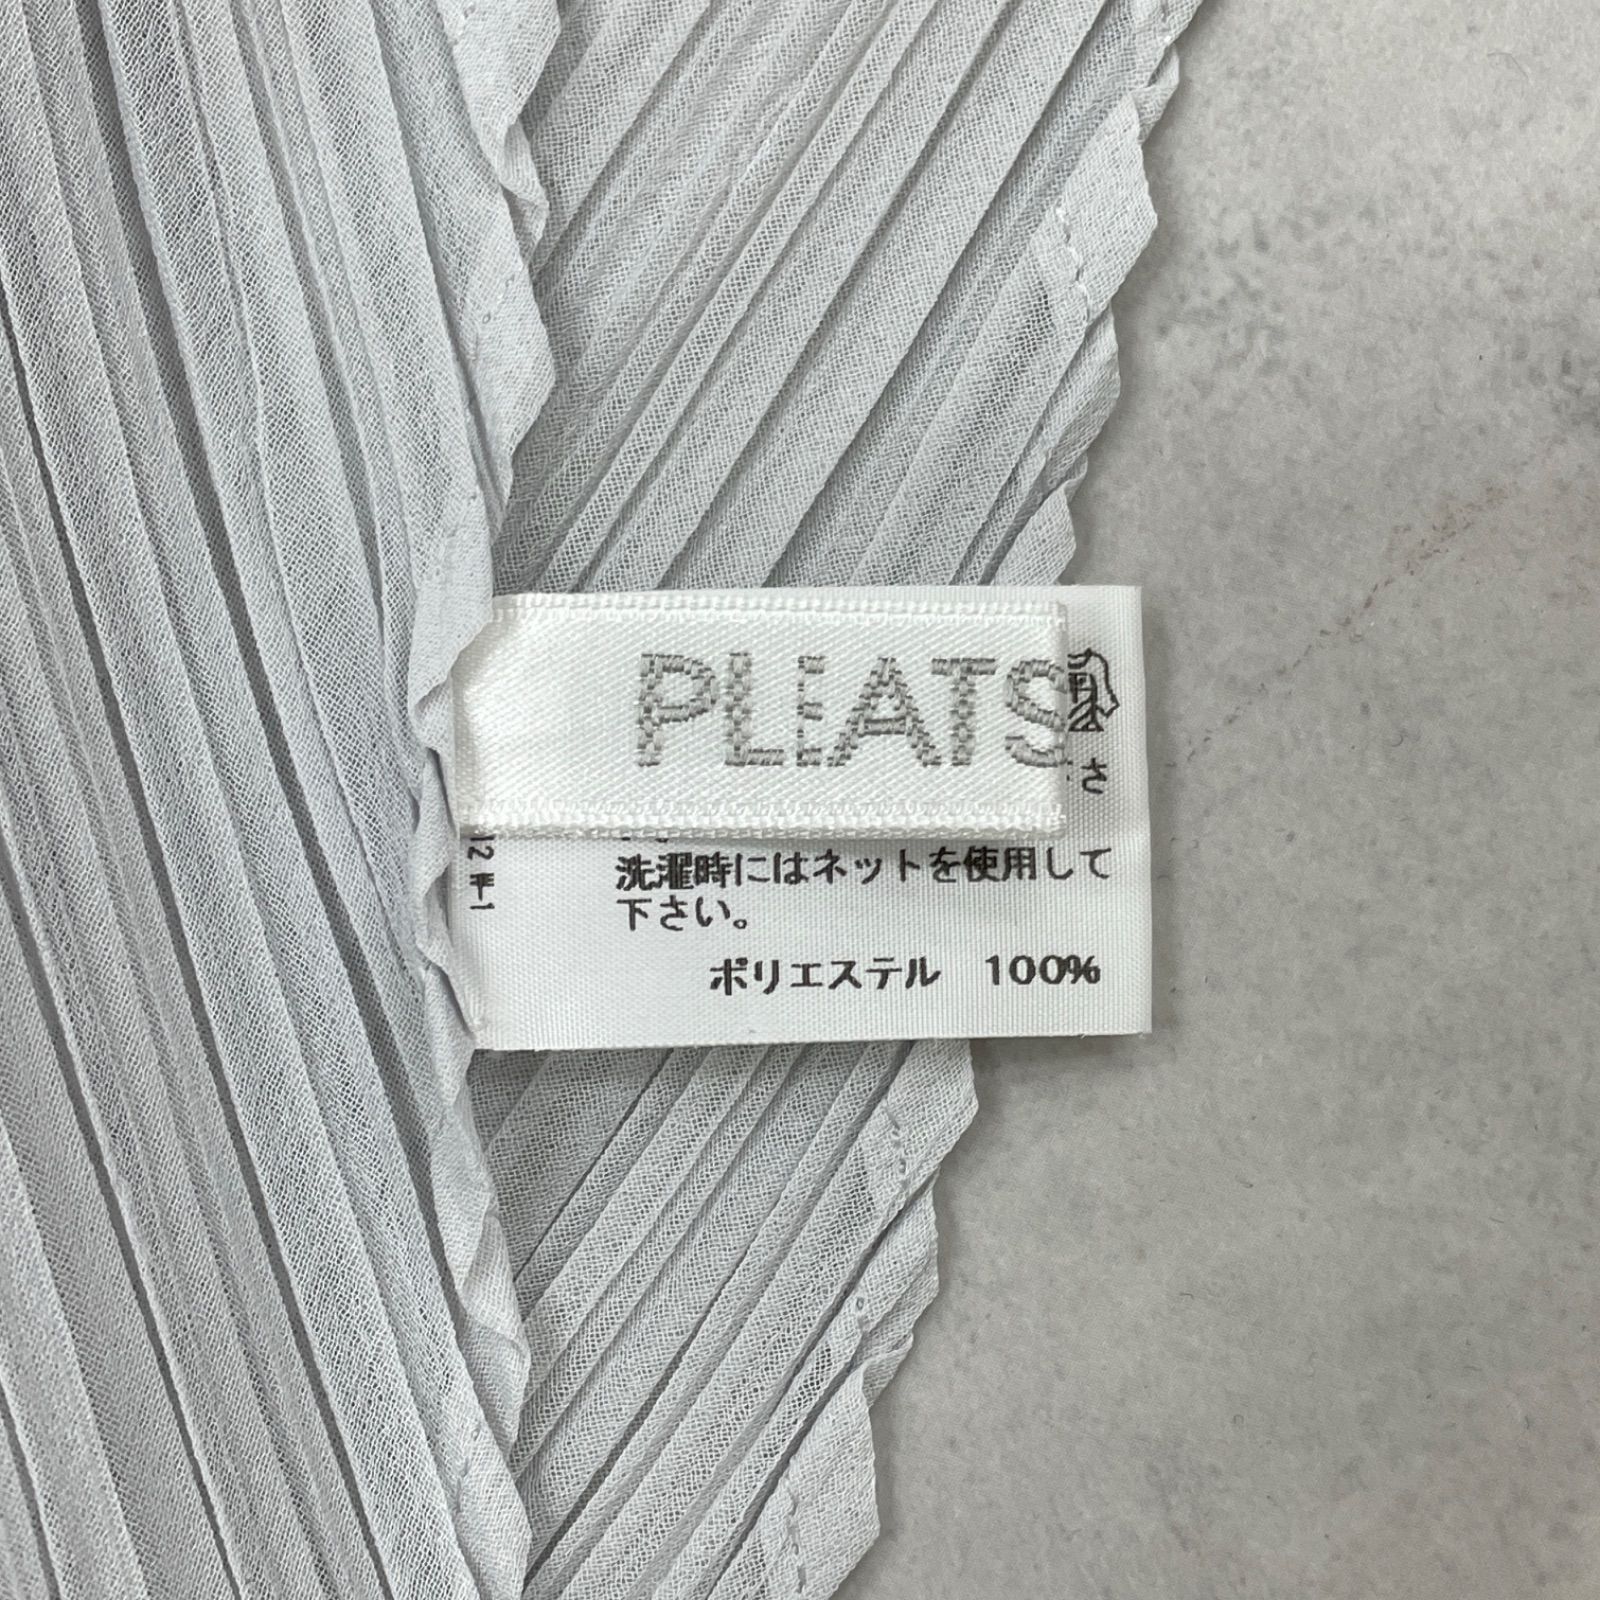 PLEATS
さ
洗濯時にはネットを使用して
下さい。
ポリエステル 100%